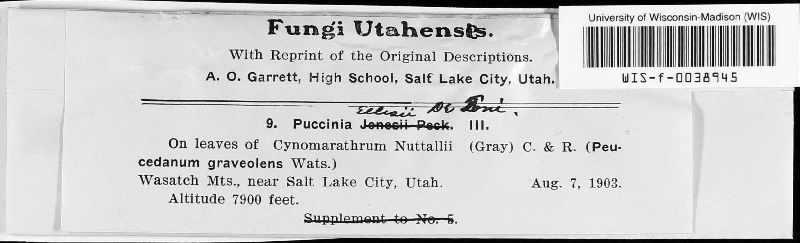 Fungi Utahenses.
University of Wisconsin-Madison (WIS)
WIS-f-0038945
With Reprint of the Original Descriptions.
A. O. Garrett, High School, Salt Lake City, Utah.
Ellisii De Toni.
9. Puccinia Jonesii Peck. III.
On leaves of Cynomarathrum Nuttallii (Gray) C. & R. (Peu-
cedanum graveolens Wats.)
Wasatch Mts., near Salt Lake City, Utah. Aug. 7, 1903.
Altitude 7900 feet.
Supplement to No. 5.